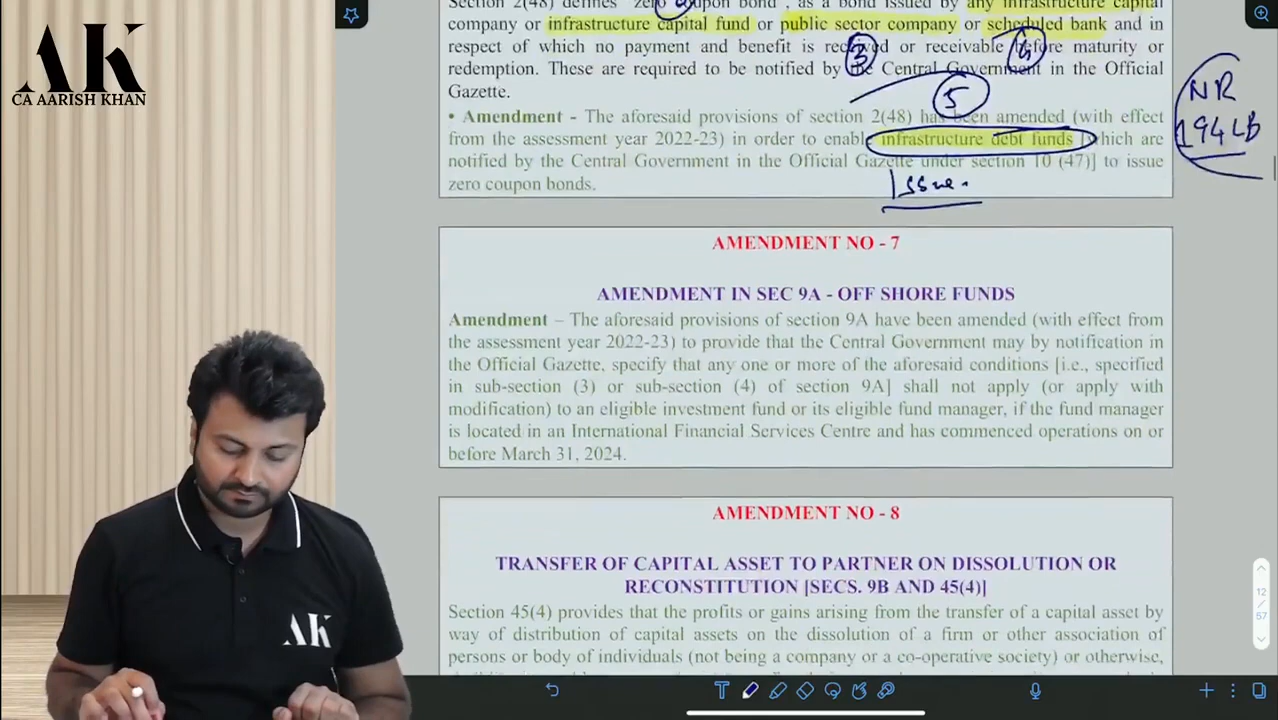 AK
CA AARISH KHAN
Section 2(48) defines "zero coupon bond", as a bond issued by any infrastructure capital
company or infrastructure capital fund or public sector company or scheduled bank and in
respect of which no payment and benefit is received or receivable before maturity or
redemption. These are required to be notified by the Central Government in the Official
Gazette.
3
4
5
NR
194LB
• Amendment - The aforesaid provisions of section 2(48) has been amended (with effect
from the assessment year 2022-23) in order to enable infrastructure debt funds [which are
notified by the Central Government in the Official Gazette under section 10 (47)] to issue
zero coupon bonds.
Issue.
AMENDMENT NO - 7
AMENDMENT IN SEC 9A - OFF SHORE FUNDS
Amendment – The aforesaid provisions of section 9A have been amended (with effect from
the assessment year 2022-23) to provide that the Central Government may by notification in
the Official Gazette, specify that any one or more of the aforesaid conditions [i.e., specified
in sub-section (3) or sub-section (4) of section 9A] shall not apply (or apply with
modification) to an eligible investment fund or its eligible fund manager, if the fund manager
is located in an International Financial Services Centre and has commenced operations on or
before March 31, 2024.
AMENDMENT NO - 8
TRANSFER OF CAPITAL ASSET TO PARTNER ON DISSOLUTION OR
RECONSTITUTION [SECS. 9B AND 45(4)]
Section 45(4) provides that the profits or gains arising from the transfer of a capital asset by
way of distribution of capital assets on the dissolution of a firm or other association of
persons or body of individuals (not being a company or a co-operative society) or otherwise,
AK
12
/
57
T